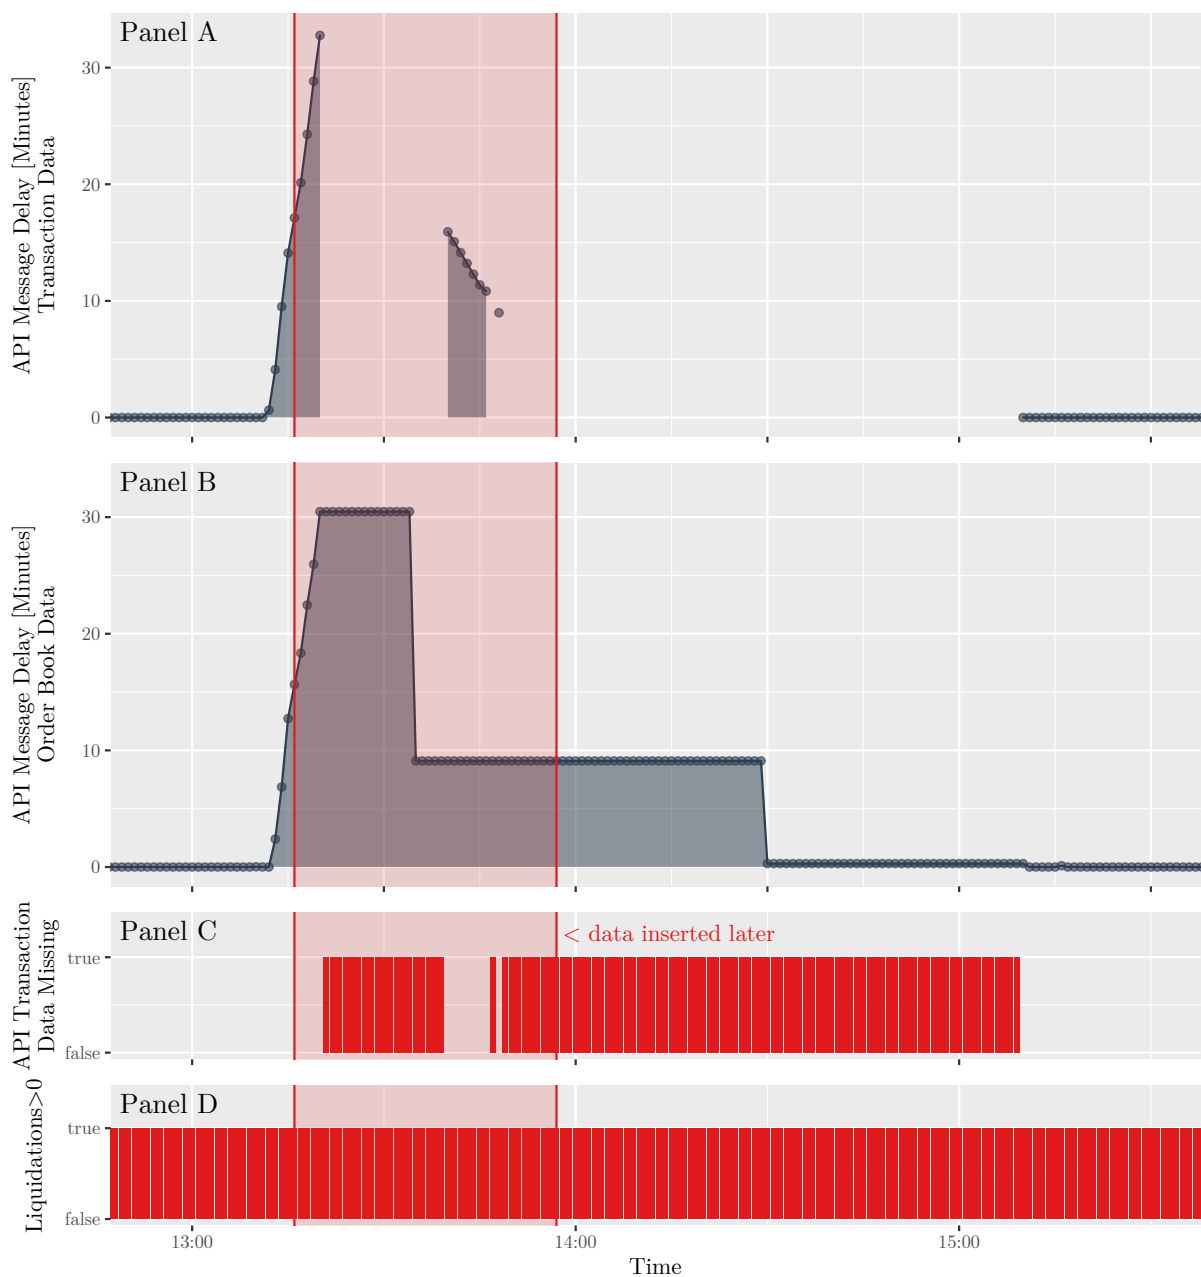 Panel A
API Message Delay [Minutes]
Transaction Data
30
20
10
0
Panel B
API Message Delay [Minutes]
Order Book Data
30
20
10
0
Panel C
< data inserted later
API Transaction
Data Missing
true
false
Panel D
Liquidations>0
true
false
13:00
14:00
15:00
Time